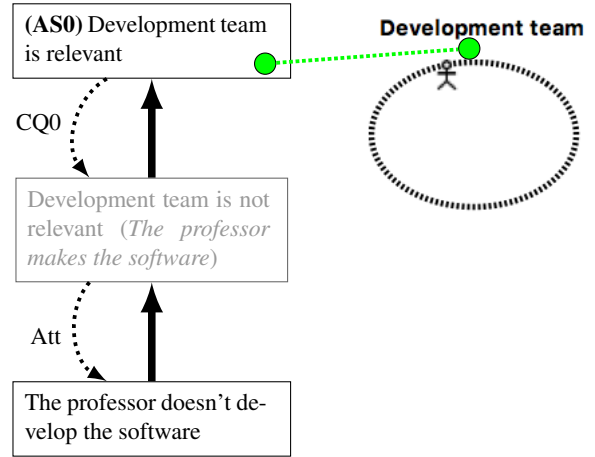 (AS0) Development team
is relevant
Development team
CQ0
Development team is not
relevant (The professor
makes the software)
Att
The professor doesn't de-
velop the software